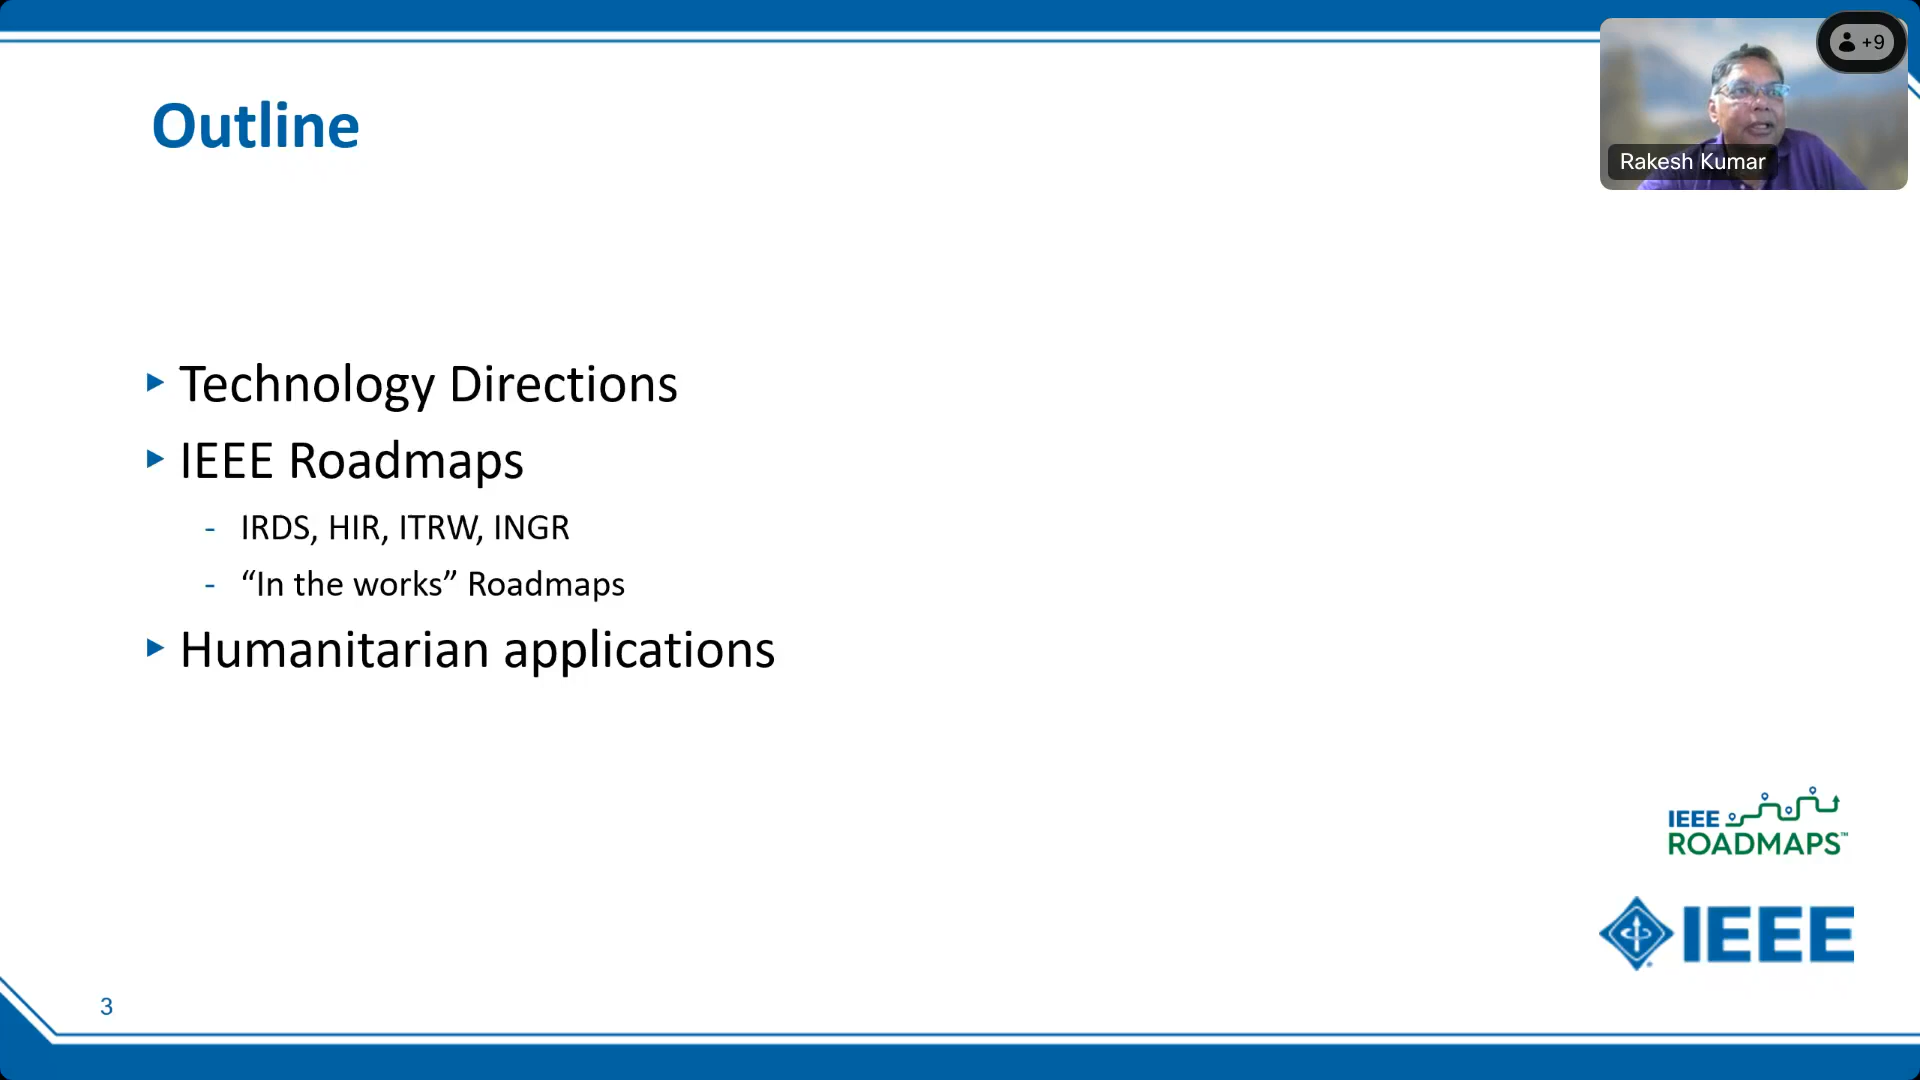 Outline
+9
Rakesh Kumar
‣ Technology Directions
‣ IEEE Roadmaps
- IRDS, HIR, ITRW, INGR
- “In the works” Roadmaps
‣ Humanitarian applications
IEEE
ROADMAPS™
IEEE
3